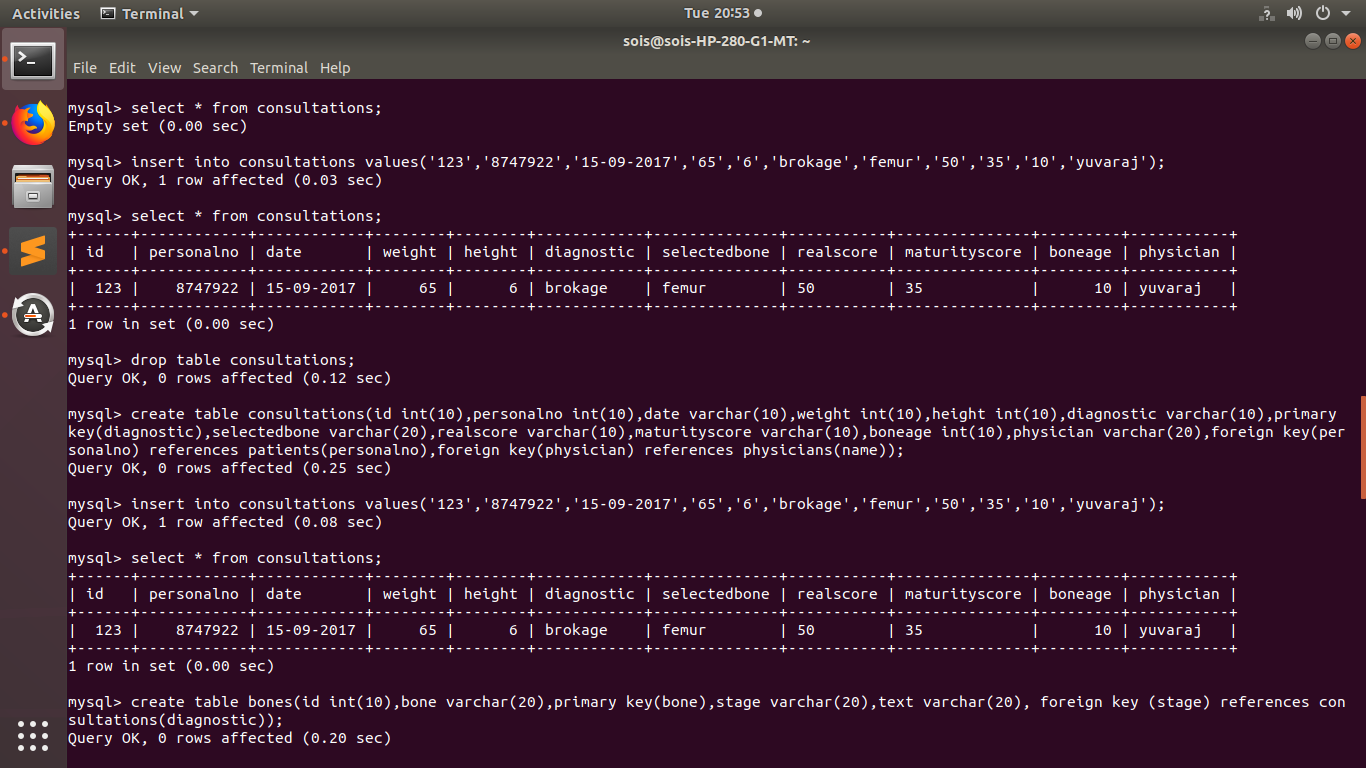 Activities Terminal Tue 20:53
sois@sois-HP-280-G1-MT: ~
File Edit View Search Terminal Help
mysql> select * from consultations;
Empty set (0.00 sec)
mysql> insert into consultations values('123','8747922','15-09-2017','65','6','brokage','femur','50','35','10','yuvaraj');
Query OK, 1 row affected (0.03 sec)
mysql> select * from consultations;
+------+------------+------------+--------+--------+------------+--------------+-----------+---------------+---------+-----------+
| id   | personalno | date       | weight | height | diagnostic | selectedbone | realscore | maturityscore | boneage | physician |
+------+------------+------------+--------+--------+------------+--------------+-----------+---------------+---------+-----------+
|  123 |    8747922 | 15-09-2017 |     65 |      6 | brokage    | femur        | 50        | 35            |      10 | yuvaraj   |
+------+------------+------------+--------+--------+------------+--------------+-----------+---------------+---------+-----------+
1 row in set (0.00 sec)
mysql> drop table consultations;
Query OK, 0 rows affected (0.12 sec)
mysql> create table consultations(id int(10),personalno int(10),date varchar(10),weight int(10),height int(10),diagnostic varchar(10),primary
key(diagnostic),selectedbone varchar(20),realscore varchar(10),maturityscore varchar(10),boneage int(10),physician varchar(20),foreign key(per
sonalno) references patients(personalno),foreign key(physician) references physicians(name));
Query OK, 0 rows affected (0.25 sec)
mysql> insert into consultations values('123','8747922','15-09-2017','65','6','brokage','femur','50','35','10','yuvaraj');
Query OK, 1 row affected (0.08 sec)
mysql> select * from consultations;
+------+------------+------------+--------+--------+------------+--------------+-----------+---------------+---------+-----------+
| id   | personalno | date       | weight | height | diagnostic | selectedbone | realscore | maturityscore | boneage | physician |
+------+------------+------------+--------+--------+------------+--------------+-----------+---------------+---------+-----------+
|  123 |    8747922 | 15-09-2017 |     65 |      6 | brokage    | femur        | 50        | 35            |      10 | yuvaraj   |
+------+------------+------------+--------+--------+------------+--------------+-----------+---------------+---------+-----------+
1 row in set (0.00 sec)
mysql> create table bones(id int(10),bone varchar(20),primary key(bone),stage varchar(20),text varchar(20), foreign key (stage) references con
sultations(diagnostic));
Query OK, 0 rows affected (0.20 sec)